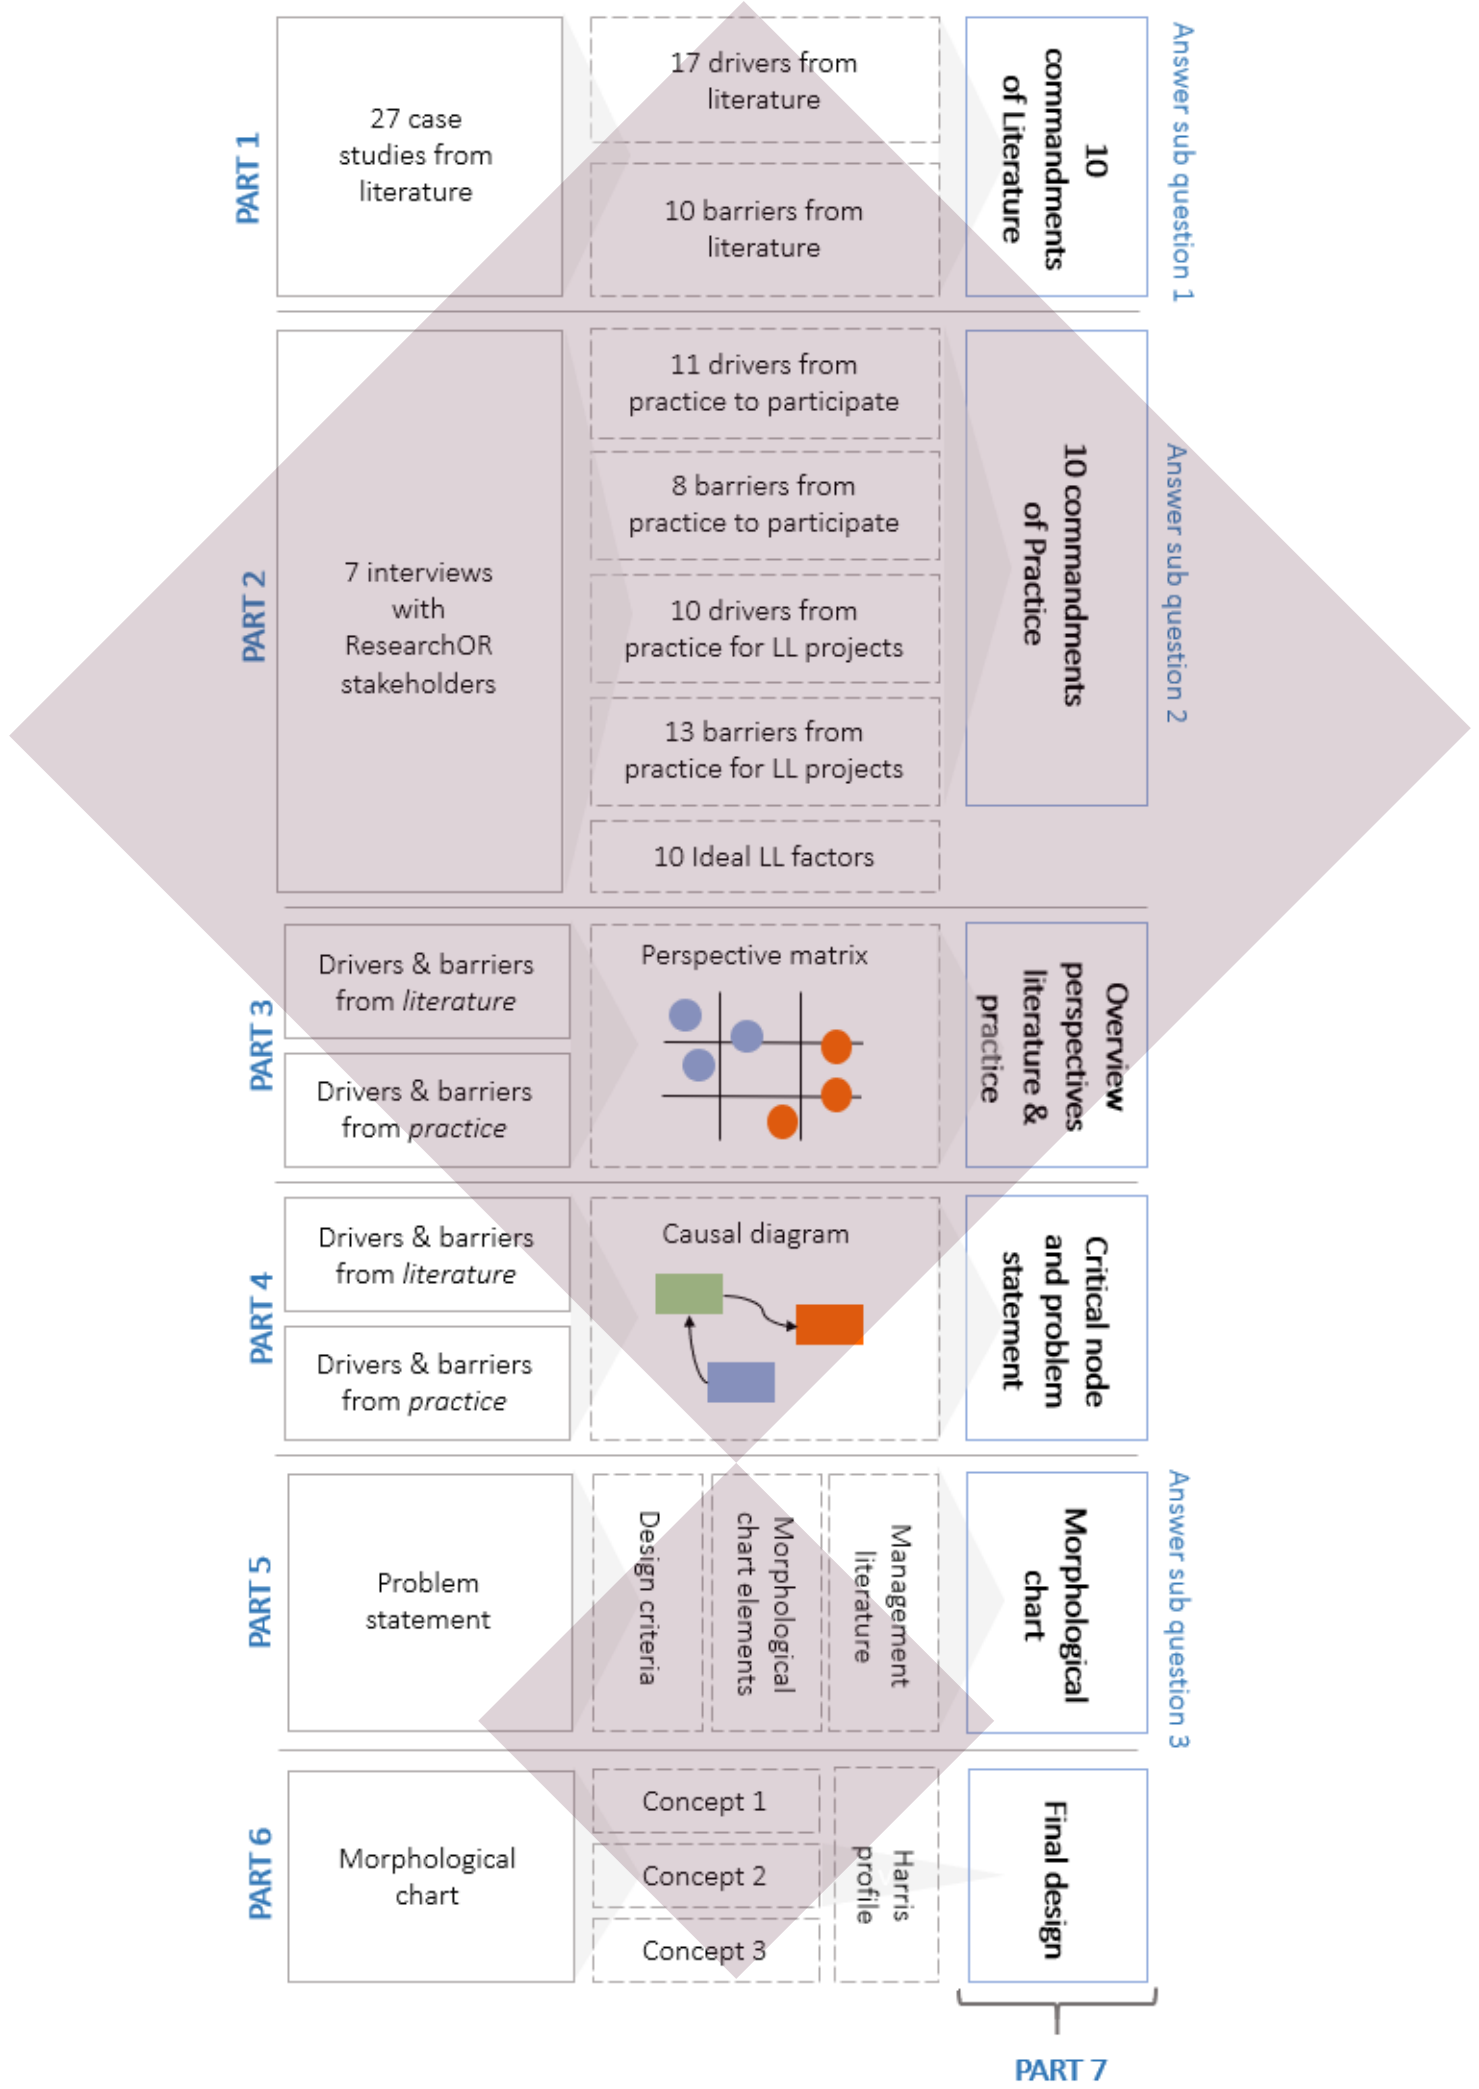 PART 1
27 case
studies from
literature
17 drivers from
literature
10 barriers from
literature
10
commandments
of Literature
Answer sub question 1
PART 2
7 interviews
with
ResearchOR
stakeholders
11 drivers from
practice to participate
8 barriers from
practice to participate
10 drivers from
practice for LL projects
13 barriers from
practice for LL projects
10 Ideal LL factors
10 commandments
of Practice
Answer sub question 2
PART 3
Drivers & barriers
from literature
Drivers & barriers
from practice
Perspective matrix
Overview
perspectives
literature &
practice
PART 4
Drivers & barriers
from literature
Drivers & barriers
from practice
Causal diagram
Critical node
and problem
statement
PART 5
Problem
statement
Design criteria
Morphological
chart elements
Management
literature
Morphological
chart
Answer sub question 3
PART 6
Morphological
chart
Concept 1
Concept 2
Concept 3
Harris
profile
Final design
PART 7